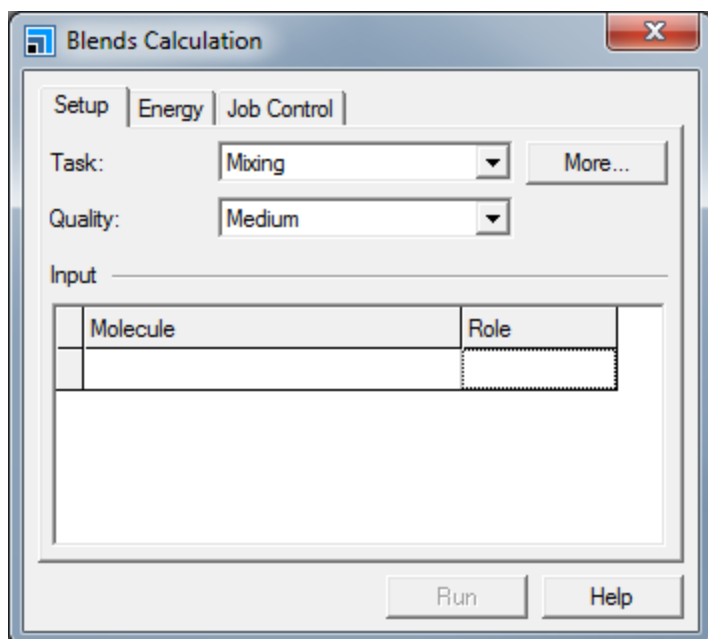 Blends Calculation
Setup Energy Job Control
Task: Mixing More...
Quality: Medium
Input
Molecule Role
Run Help